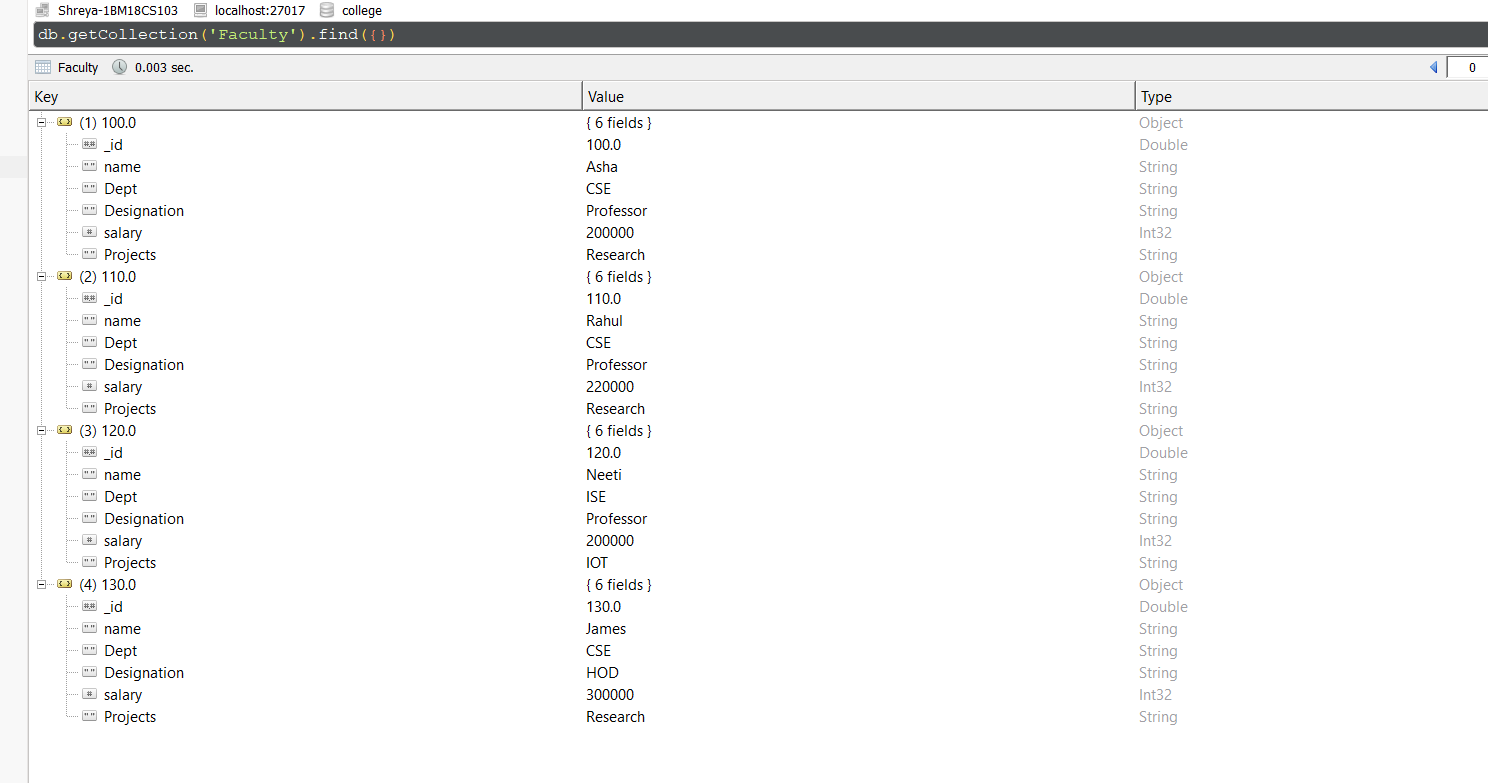 Shreya-1BM18CS103 localhost:27017 college
db.getCollection('Faculty').find({})
Faculty 0.003 sec. 0
Key Value Type
(1) 100.0 { 6 fields } Object
_id 100.0 Double
name Asha String
Dept CSE String
Designation Professor String
salary 200000 Int32
Projects Research String
(2) 110.0 { 6 fields } Object
_id 110.0 Double
name Rahul String
Dept CSE String
Designation Professor String
salary 220000 Int32
Projects Research String
(3) 120.0 { 6 fields } Object
_id 120.0 Double
name Neeti String
Dept ISE String
Designation Professor String
salary 200000 Int32
Projects IOT String
(4) 130.0 { 6 fields } Object
_id 130.0 Double
name James String
Dept CSE String
Designation HOD String
salary 300000 Int32
Projects Research String